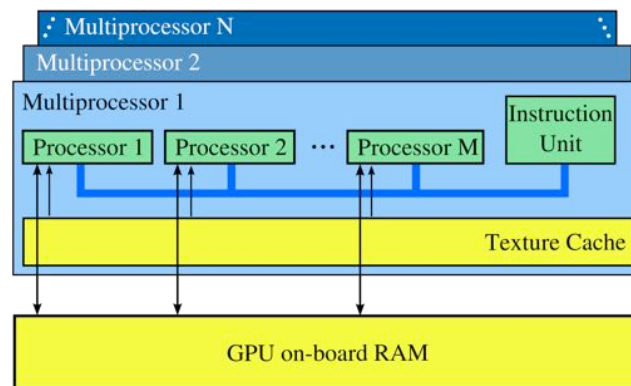 Multiprocessor N
Multiprocessor 2
Multiprocessor 1
Instruction
Unit
Processor 1
Processor 2
...
Processor M
Texture Cache
GPU on-board RAM